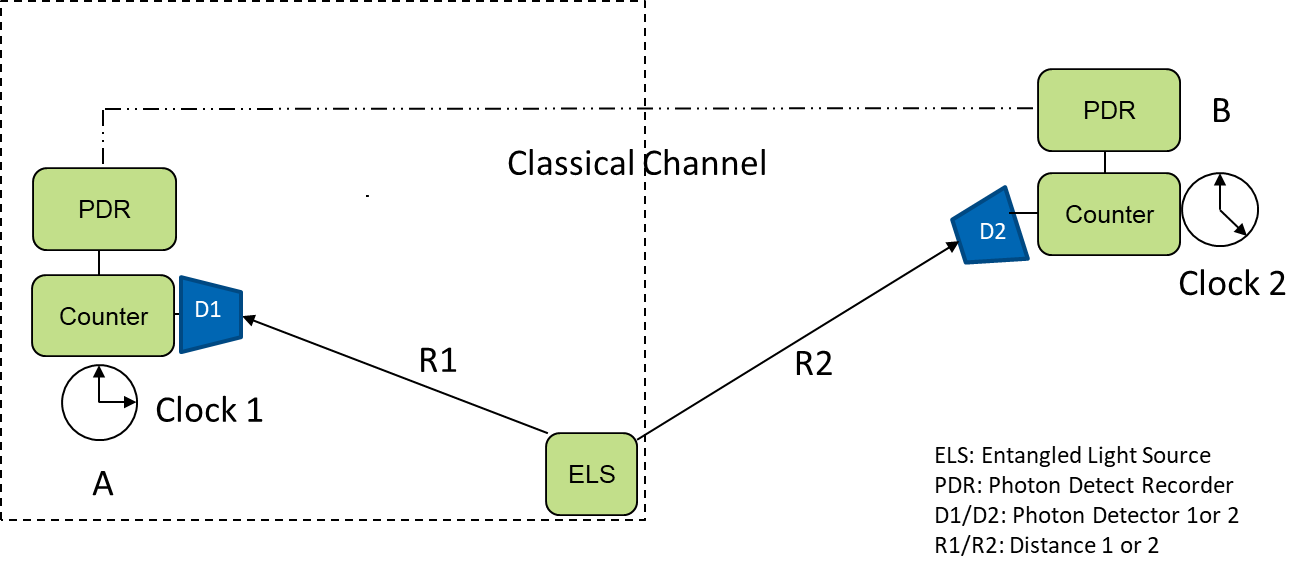 PDR
B
Classical Channel
PDR
Counter
D2
Clock 2
Counter
D1
R1
R2
Clock 1
A
ELS
ELS: Entangled Light Source
PDR: Photon Detect Recorder
D1/D2: Photon Detector 1or 2
R1/R2: Distance 1 or 2